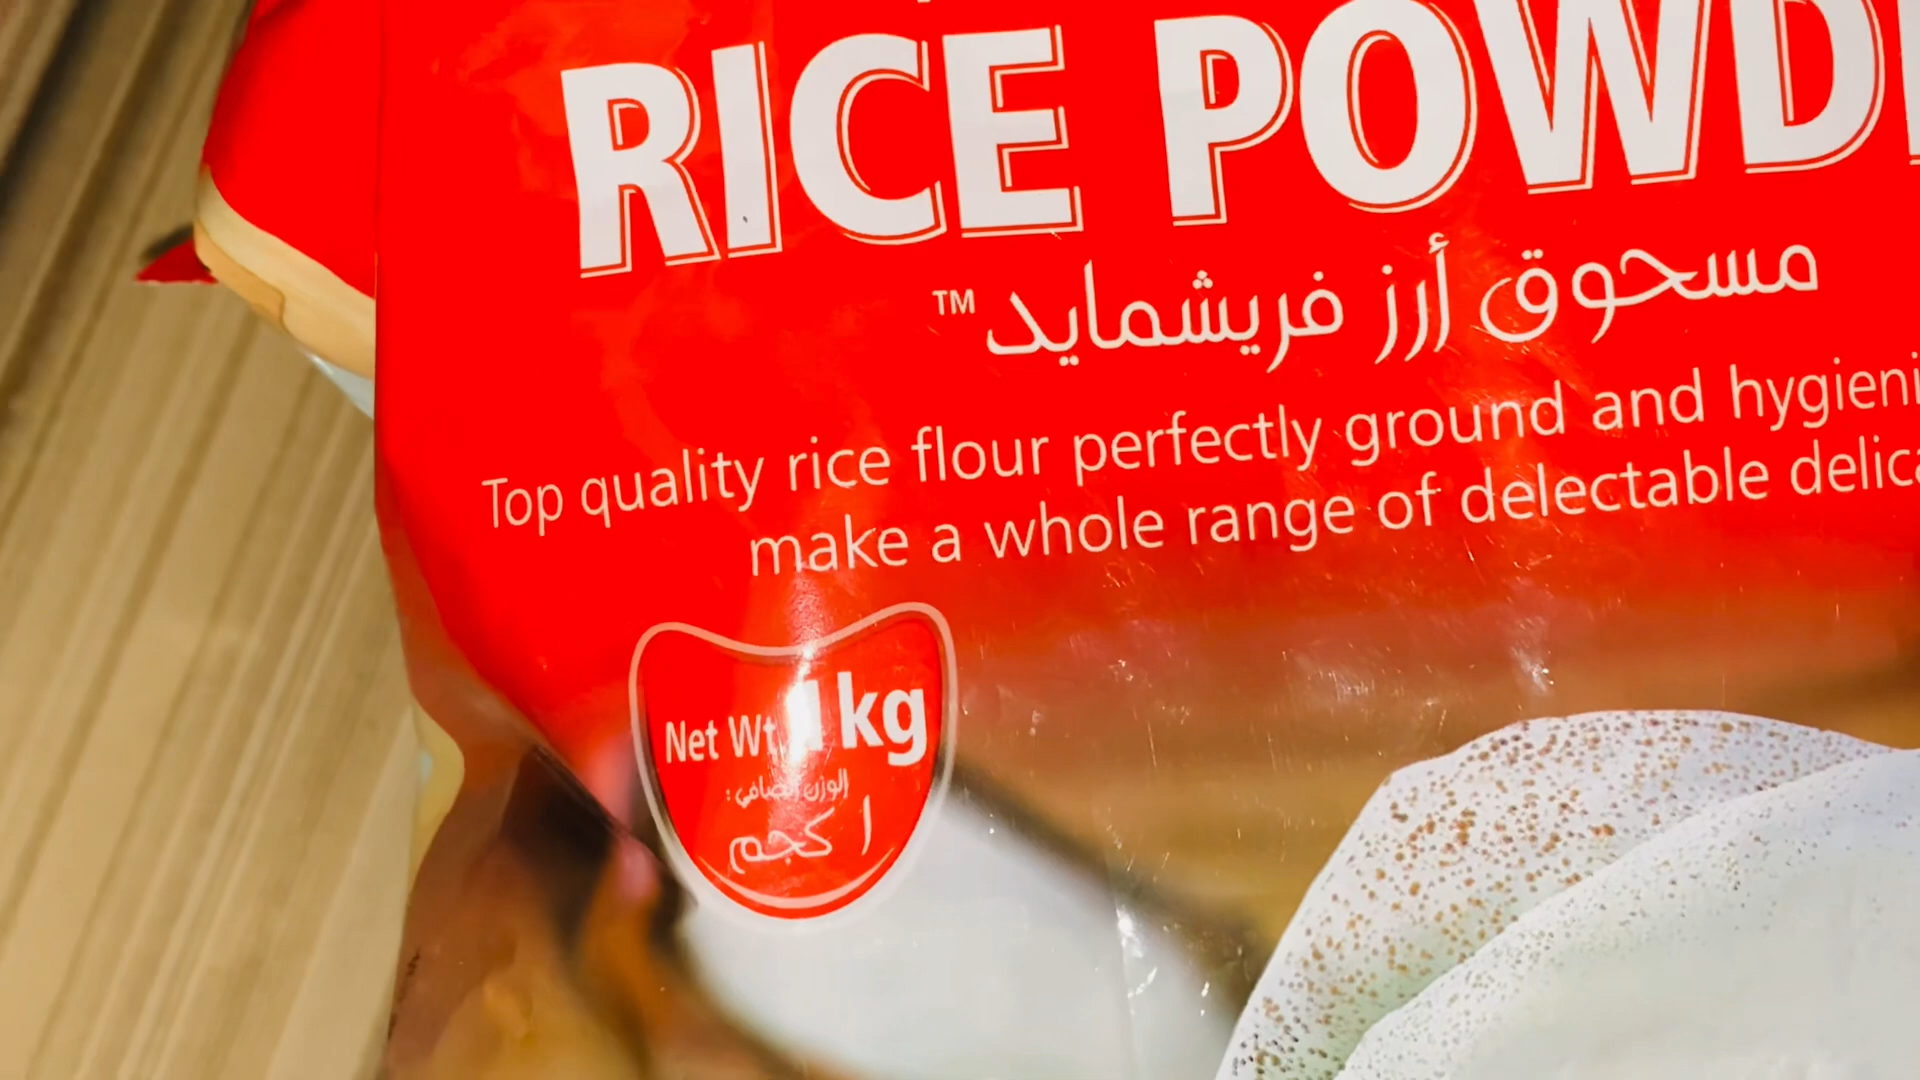 RICE POWD
مسحوق أرز فريشمايد™
Top quality rice flour perfectly ground and hygieni
make a whole range of delectable delica
Net Wt. 1kg
الوزن الصافي:
١ كجم